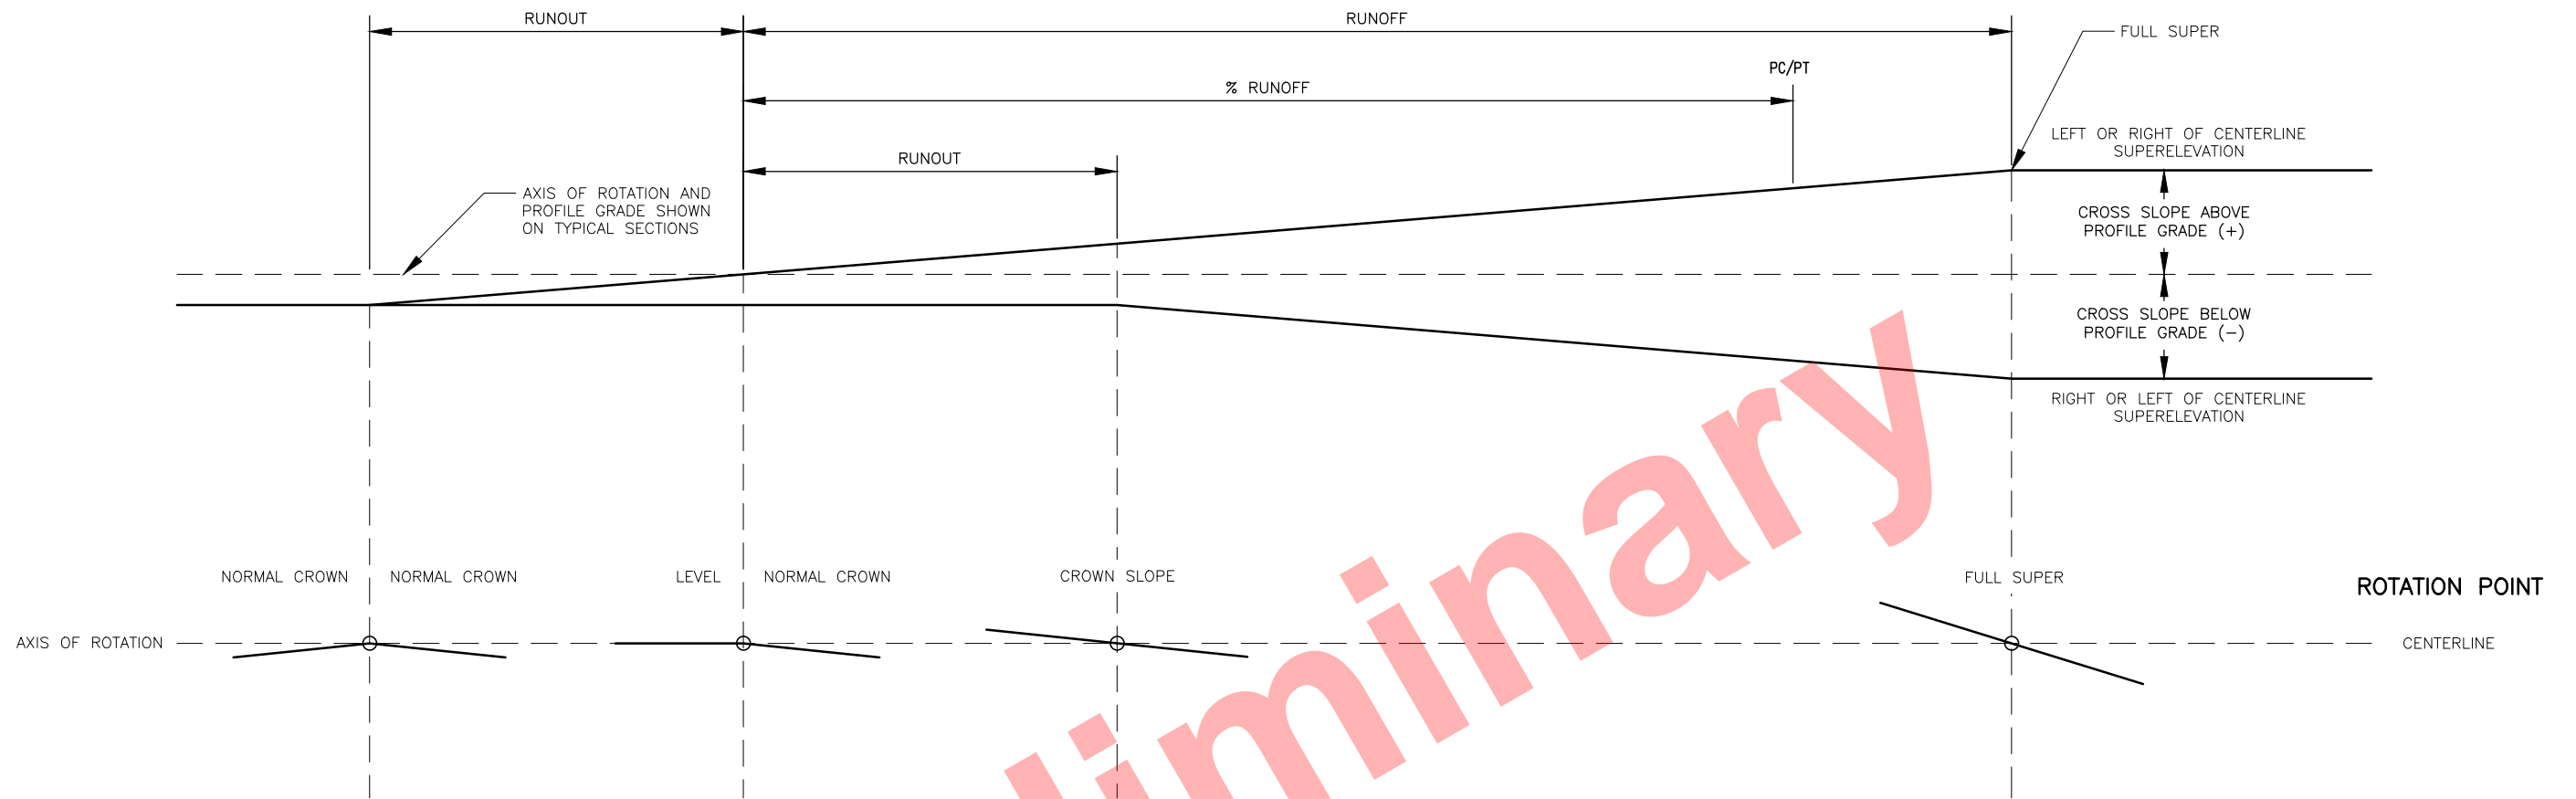 RUNOUT
RUNOFF
FULL SUPER
PC/PT
% RUNOFF
LEFT OR RIGHT OF CENTERLINE
SUPERELEVATION
RUNOUT
AXIS OF ROTATION AND
PROFILE GRADE SHOWN
ON TYPICAL SECTIONS
CROSS SLOPE ABOVE
PROFILE GRADE (+)
CROSS SLOPE BELOW
PROFILE GRADE (-)
RIGHT OR LEFT OF CENTERLINE
SUPERELEVATION
NORMAL CROWN
NORMAL CROWN
LEVEL
NORMAL CROWN
CROWN SLOPE
FULL SUPER
ROTATION POINT
AXIS OF ROTATION
CENTERLINE
liminary